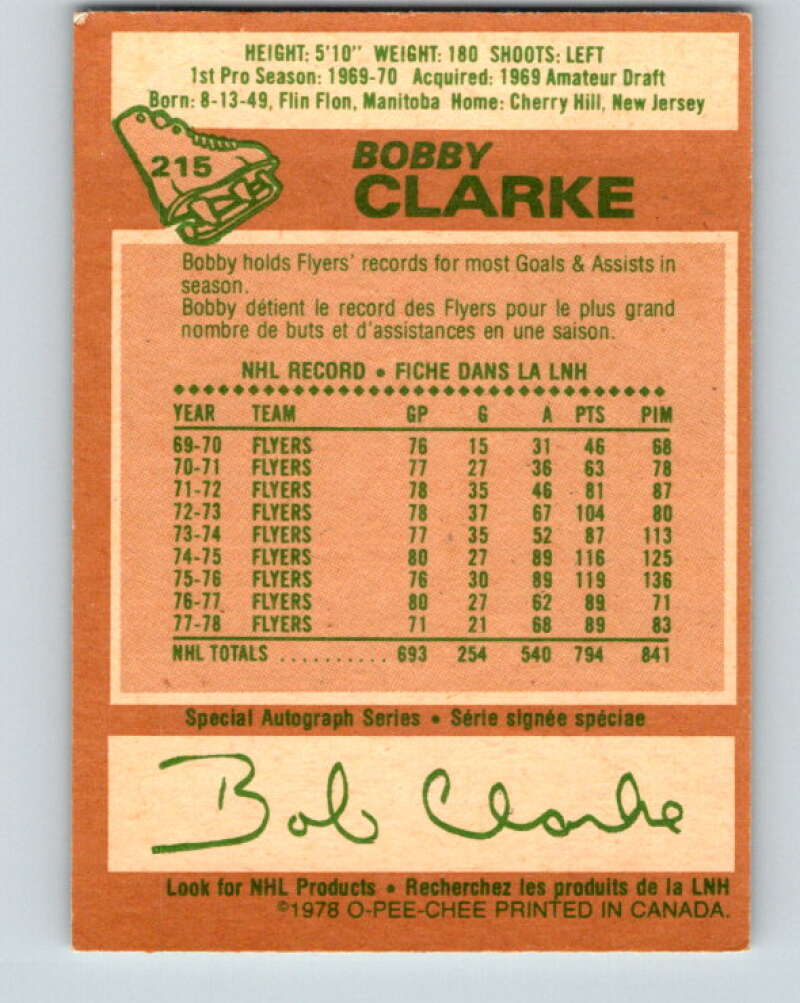 HEIGHT: 5'10" WEIGHT: 180 SHOOTS: LEFT
1st Pro Season: 1969-70 Acquired: 1969 Amateur Draft
Born: 8-13-49, Flin Flon, Manitoba Home: Cherry Hill, New Jersey
215
BOBBY
CLARKE
Bobby holds Flyers' records for most Goals & Assists in
season.
Bobby détient le record des Flyers pour le plus grand
nombre de buts et d'assistances en une saison.
NHL RECORD • FICHE DANS LA LNH
YEAR TEAM GP G A PTS PIM
69-70 FLYERS 76 15 31 46 68
70-71 FLYERS 77 27 36 63 78
71-72 FLYERS 78 35 46 81 87
72-73 FLYERS 78 37 67 104 80
73-74 FLYERS 77 35 52 87 113
74-75 FLYERS 80 27 89 116 125
75-76 FLYERS 76 30 89 119 136
76-77 FLYERS 80 27 62 89 71
77-78 FLYERS 71 21 68 89 83
NHL TOTALS .......... 693 254 540 794 841
Special Autograph Series • Série signée spéciae
Bob Clarke
Look for NHL Products • Recherchez les produits de la LNH
©1978 O-PEE-CHEE PRINTED IN CANADA.